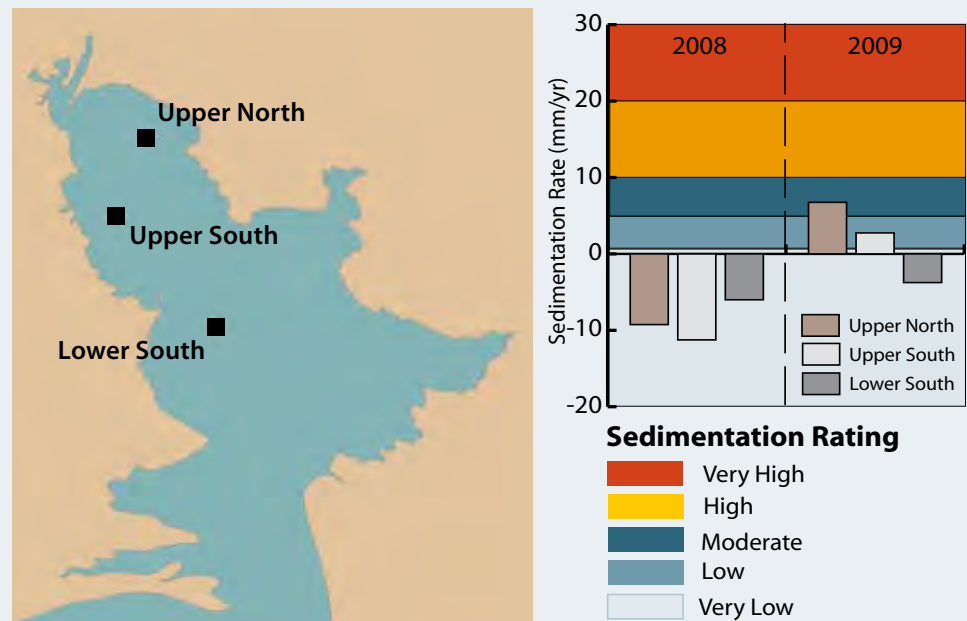 Upper North
Upper South
Lower South
Sedimentation Rate (mm/yr)
30
20
10
0
-10
-20
2008
2009
Upper North
Upper South
Lower South
Sedimentation Rating
Very High
High
Moderate
Low
Very Low